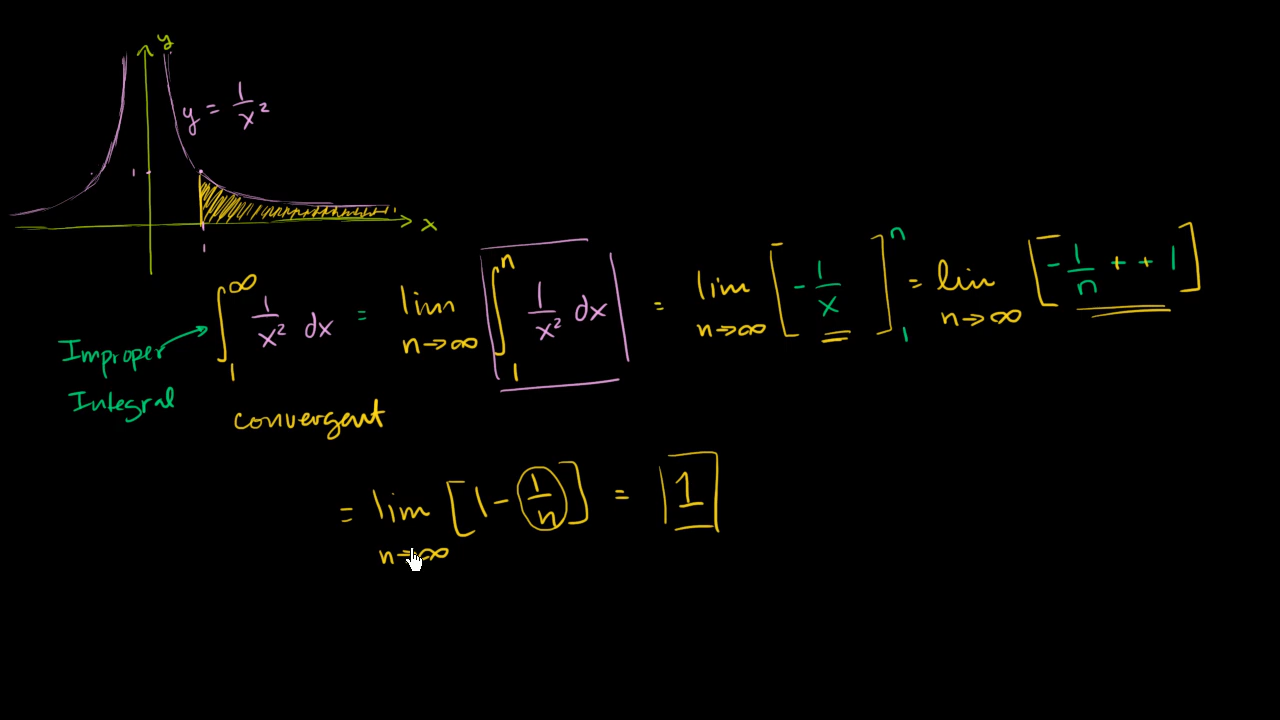 y
y = 1/x²
1
x
1
∫₁^∞ 1/x² dx = lim n→∞ ∫₁ⁿ 1/x² dx = lim n→∞ [-1/x]₁ⁿ = lim n→∞ [-1/n + + 1]
Improper
Integral
convergent
= lim n→∞ [1 - 1/n] = 1